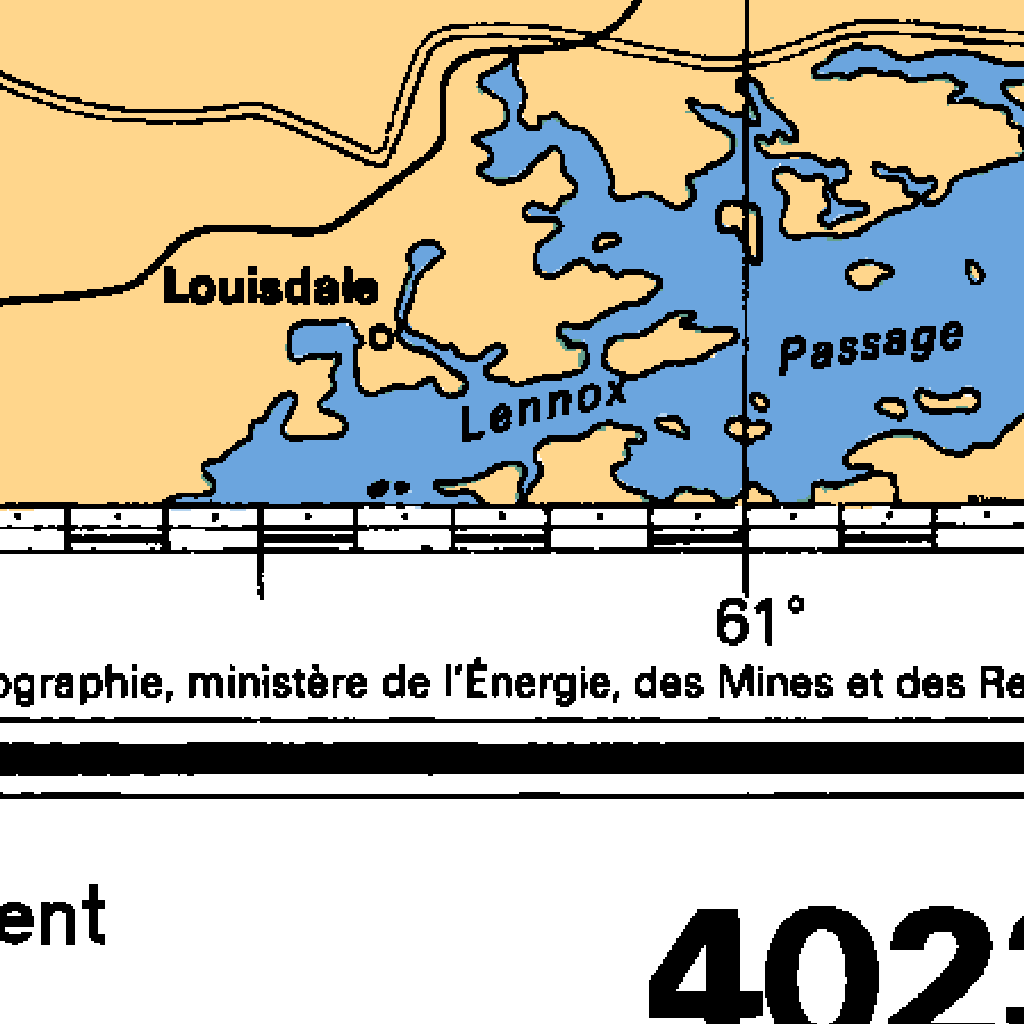 Louisdale
Passage
Lennox
61°
ographie, ministère de l'Énergie, des Mines et des Re
ent
402